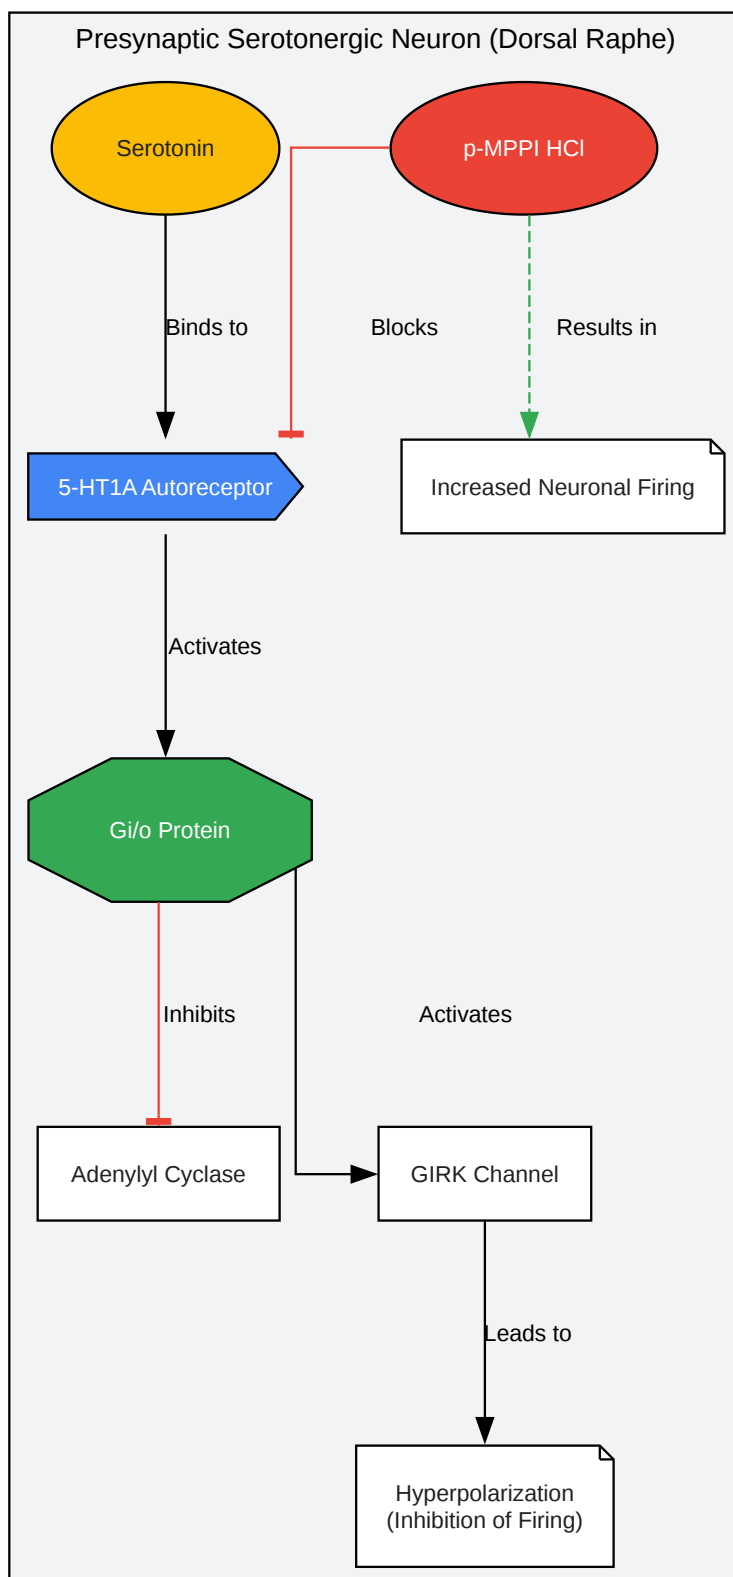 Presynaptic Serotonergic Neuron (Dorsal Raphe)
Serotonin
p-MPPI HCl
Binds to
Blocks
Results in
5-HT1A Autoreceptor
Increased Neuronal Firing
Activates
Gi/o Protein
Inhibits
Activates
Adenylyl Cyclase
GIRK Channel
Leads to
Hyperpolarization
(Inhibition of Firing)